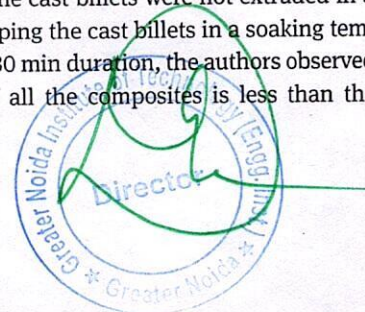 the cast billets were not extruded in
ping the cast billets in a soaking tem
30 min duration, the authors observed
all the composites is less than th
Greater Noida Institute of Technology (Engg. Inst.)
Director
* Greater Noida *